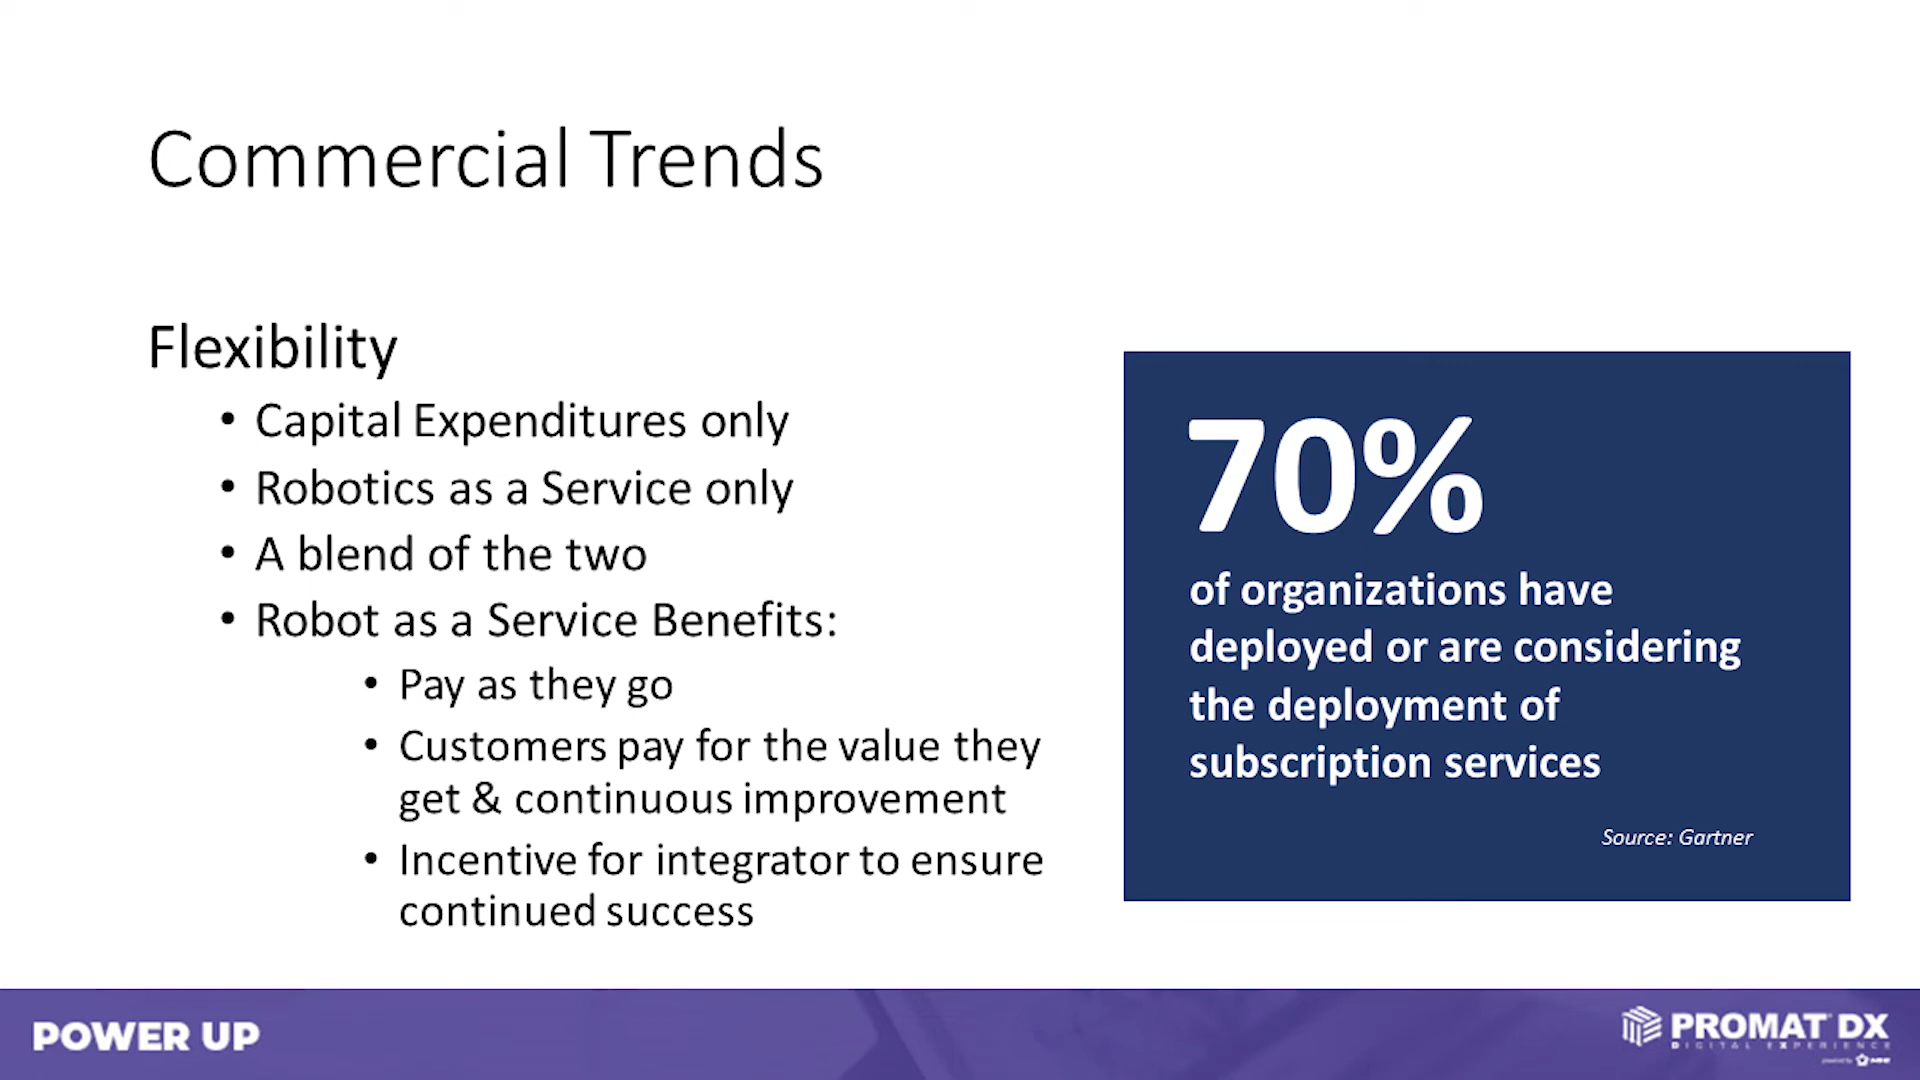 Commercial Trends
Flexibility
• Capital Expenditures only
• Robotics as a Service only
• A blend of the two
• Robot as a Service Benefits:
• Pay as they go
• Customers pay for the value they
get & continuous improvement
• Incentive for integrator to ensure
continued success
70%
of organizations have
deployed or are considering
the deployment of
subscription services
Source: Gartner
POWER UP
PROMAT DX
DIGITAL EXPERIENCE